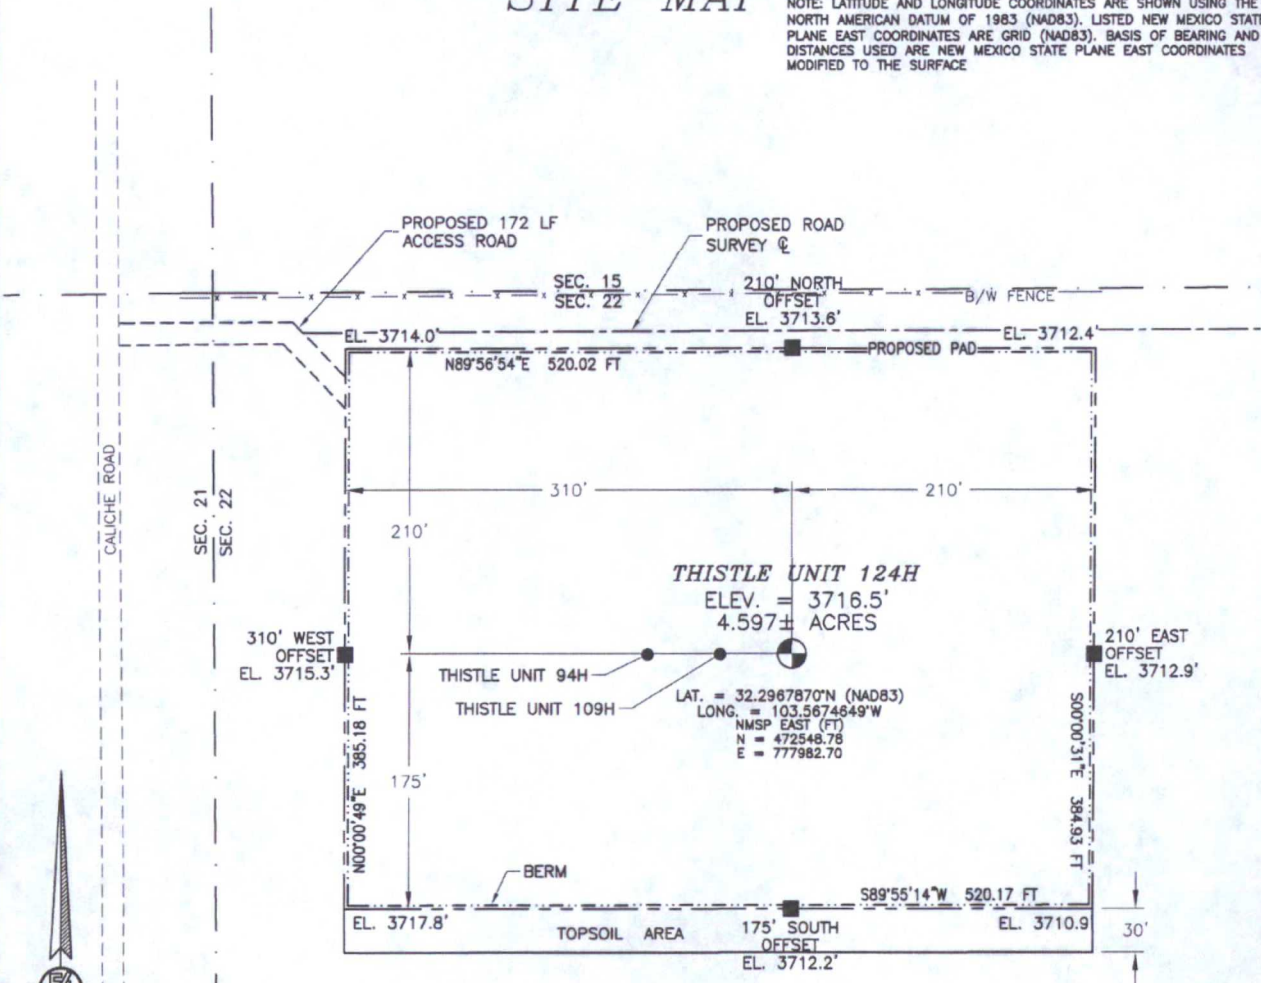 SITE MAP
NOTE: LATITUDE AND LONGITUDE COORDINATES ARE SHOWN USING THE
NORTH AMERICAN DATUM OF 1983 (NAD83). LISTED NEW MEXICO STATE
PLANE EAST COORDINATES ARE GRID (NAD83). BASIS OF BEARING AND
DISTANCES USED ARE NEW MEXICO STATE PLANE EAST COORDINATES
MODIFIED TO THE SURFACE
PROPOSED 172 LF
ACCESS ROAD
PROPOSED ROAD
SURVEY ℄
SEC. 15
SEC. 22
210' NORTH
OFFSET
EL. 3713.6'
B/W FENCE
EL. 3714.0'
EL. 3712.4'
PROPOSED PAD
N89°56'54"E 520.02 FT
CALICHE ROAD
SEC. 21
SEC. 22
310'
210'
210'
THISTLE UNIT 124H
ELEV. = 3716.5'
4.597± ACRES
310' WEST
OFFSET
EL. 3715.3'
210' EAST
OFFSET
EL. 3712.9'
THISTLE UNIT 94H
THISTLE UNIT 109H
LAT. = 32.2967870°N (NAD83)
LONG. = 103.5674649°W
NMSP EAST (FT)
N = 472548.78
E = 777982.70
N00°00'49"E 385.18 FT
175'
S00°00'31"E 384.93 FT
BERM
S89°55'14"W 520.17 FT
EL. 3717.8'
TOPSOIL AREA
175' SOUTH
OFFSET
EL. 3712.2'
EL. 3710.9
30'